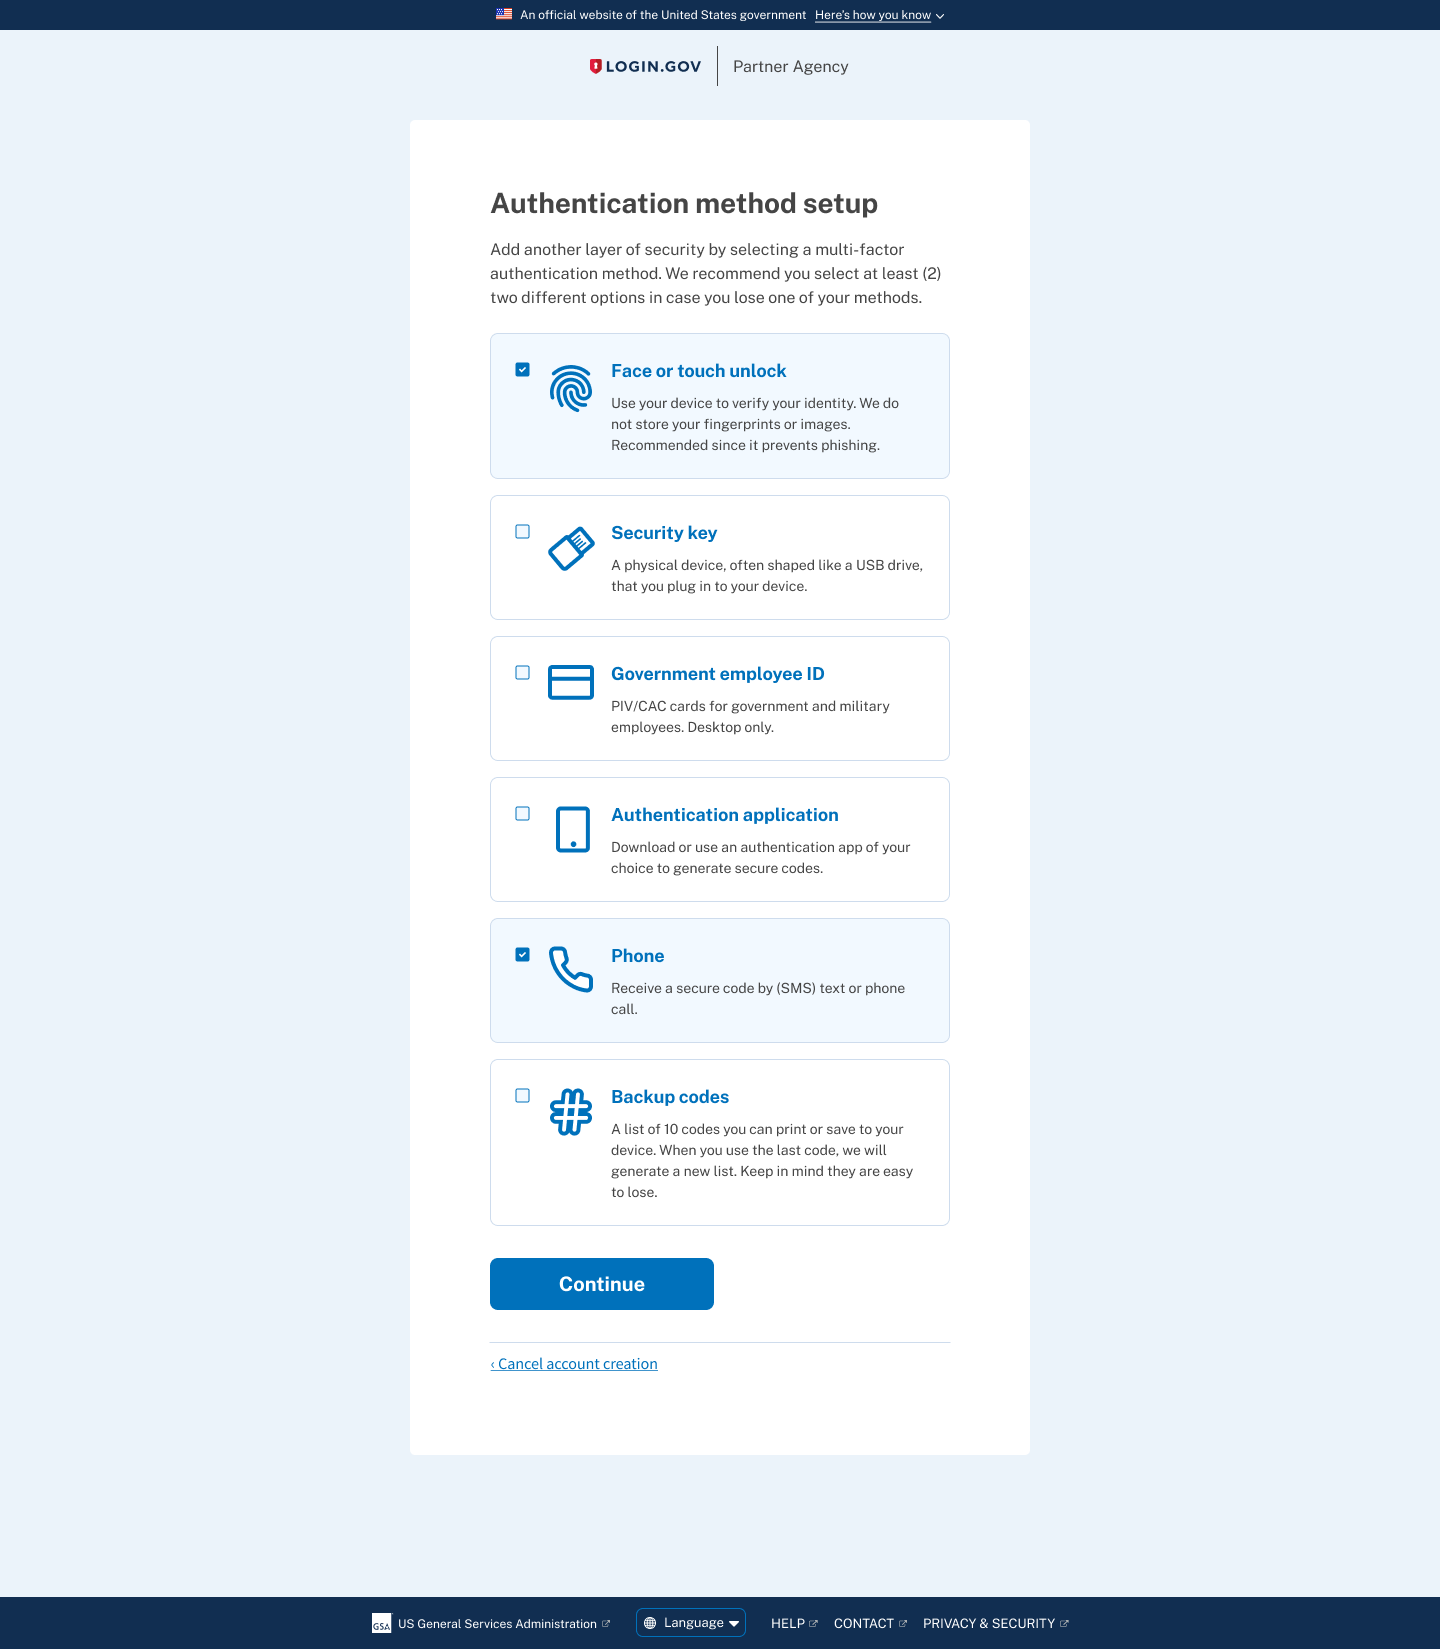 An official website of the United States government Here's how you know
LOGIN.GOV Partner Agency
Authentication method setup
Add another layer of security by selecting a multi-factor
authentication method. We recommend you select at least (2)
two different options in case you lose one of your methods.
Face or touch unlock
Use your device to verify your identity. We do
not store your fingerprints or images.
Recommended since it prevents phishing.
Security key
A physical device, often shaped like a USB drive,
that you plug in to your device.
Government employee ID
PIV/CAC cards for government and military
employees. Desktop only.
Authentication application
Download or use an authentication app of your
choice to generate secure codes.
Phone
Receive a secure code by (SMS) text or phone
call.
Backup codes
A list of 10 codes you can print or save to your
device. When you use the last code, we will
generate a new list. Keep in mind they are easy
to lose.
Continue
‹ Cancel account creation
GSA US General Services Administration Language HELP CONTACT PRIVACY & SECURITY